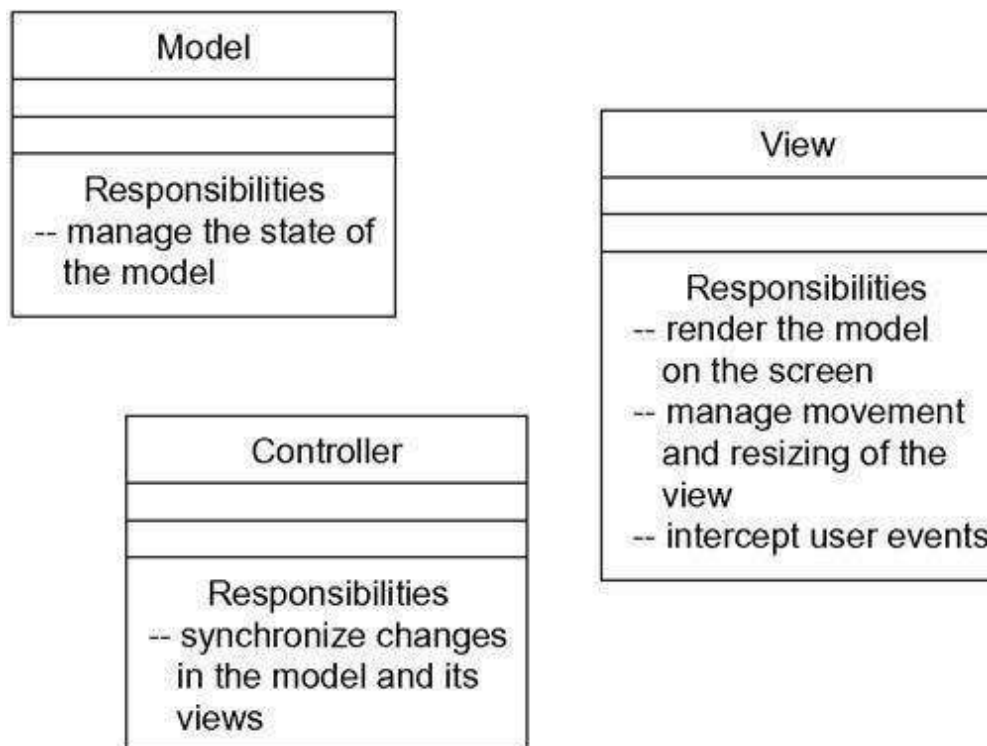 Model
Responsibilities
-- manage the state of
the model
View
Responsibilities
-- render the model
on the screen
-- manage movement
and resizing of the
view
-- intercept user events
Controller
Responsibilities
-- synchronize changes
in the model and its
views